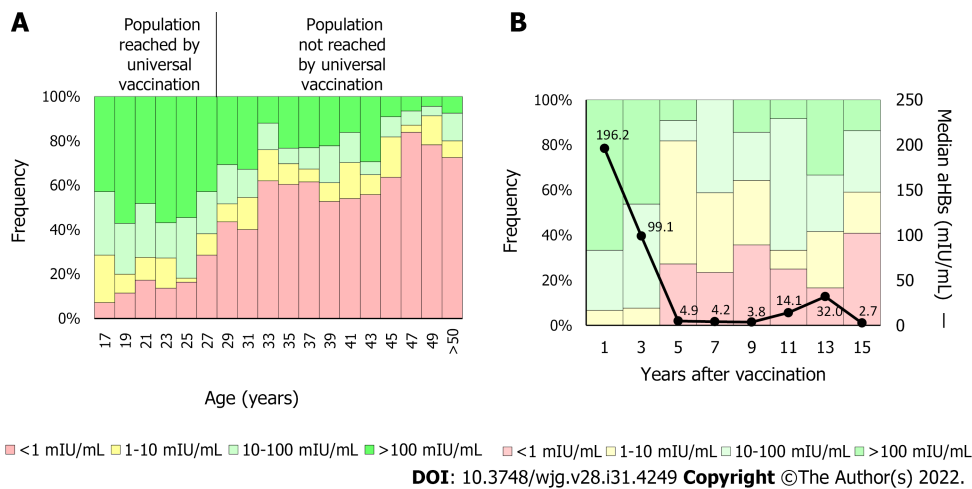 A
Population
reached by
universal
vaccination
Population
not reached
by universal
vaccination
100%
80%
60%
40%
20%
0%
Frequency
17 19 21 23 25 27 29 31 33 35 37 39 41 43 45 47 49 >50
Age (years)
<1 mIU/mL 1-10 mIU/mL 10-100 mIU/mL >100 mIU/mL
B
100%
80%
60%
40%
20%
0%
Frequency
196.2
99.1
4.9
4.2
3.8
14.1
32.0
2.7
250
200
150
100
50
0
Median aHBs (mIU/mL) —
1 3 5 7 9 11 13 15
Years after vaccination
<1 mIU/mL 1-10 mIU/mL 10-100 mIU/mL >100 mIU/mL
DOI: 10.3748/wjg.v28.i31.4249 Copyright ©The Author(s) 2022.